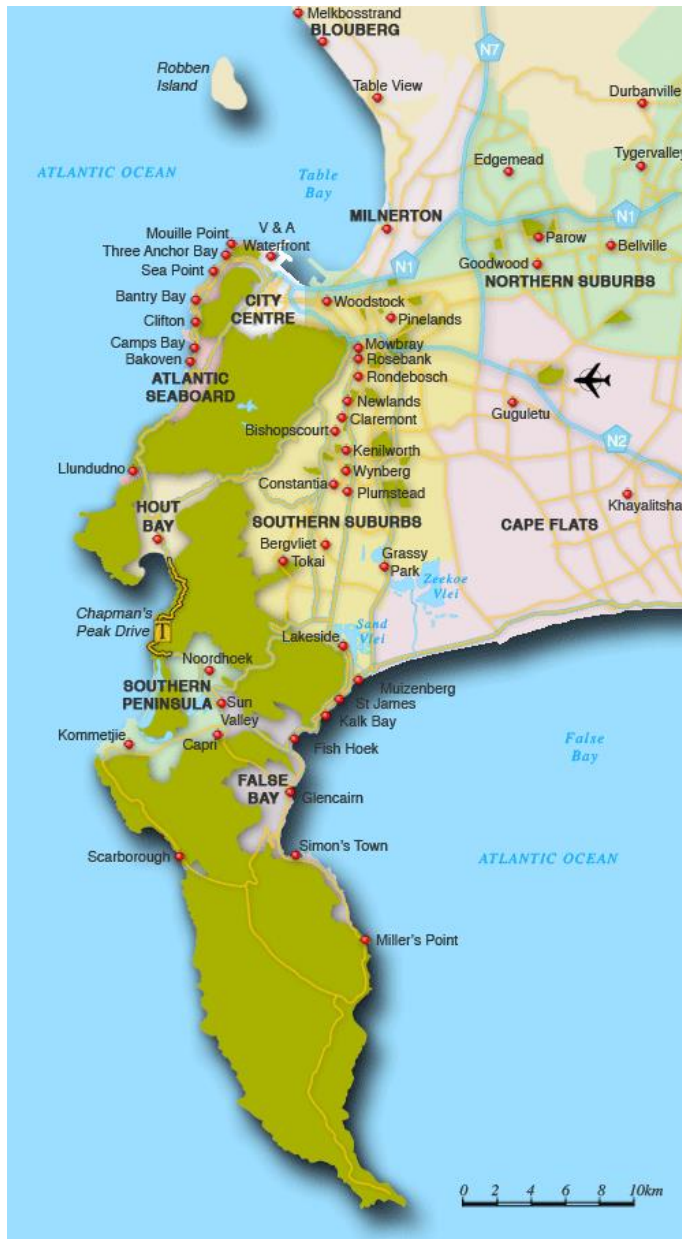 Melkbosstrand
BLOUBERG
N7
Robben
Island
Table View
Durbanville
ATLANTIC OCEAN
Table
Bay
Edgemead
Tygervalley
MILNERTON
N1
Mouille Point
V & A
Waterfront
Three Anchor Bay
Sea Point
Parow
Bellville
Goodwood
NORTHERN SUBURBS
N1
Bantry Bay
CITY
CENTRE
Woodstock
Clifton
Pinelands
Camps Bay
Mowbray
Bakoven
Rosebank
ATLANTIC
SEABOARD
Rondebosch
Newlands
Guguletu
Claremont
Bishopscourt
N2
Kenilworth
Llundudno
Wynberg
Constantia
Plumstead
Khayalitsha
HOUT
BAY
SOUTHERN SUBURBS
CAPE FLATS
Bergvliet
Tokai
Grassy
Park
Zeekoe
Vlei
Chapman's
Peak Drive
T
Sand
Vlei
Lakeside
Noordhoek
SOUTHERN
PENINSULA
Muizenberg
Sun
Valley
St James
Kalk Bay
Kommetjie
Capri
Fish Hoek
False
Bay
FALSE
BAY
Glencairn
Scarborough
Simon's Town
ATLANTIC OCEAN
Miller's Point
0 2 4 6 8 10km